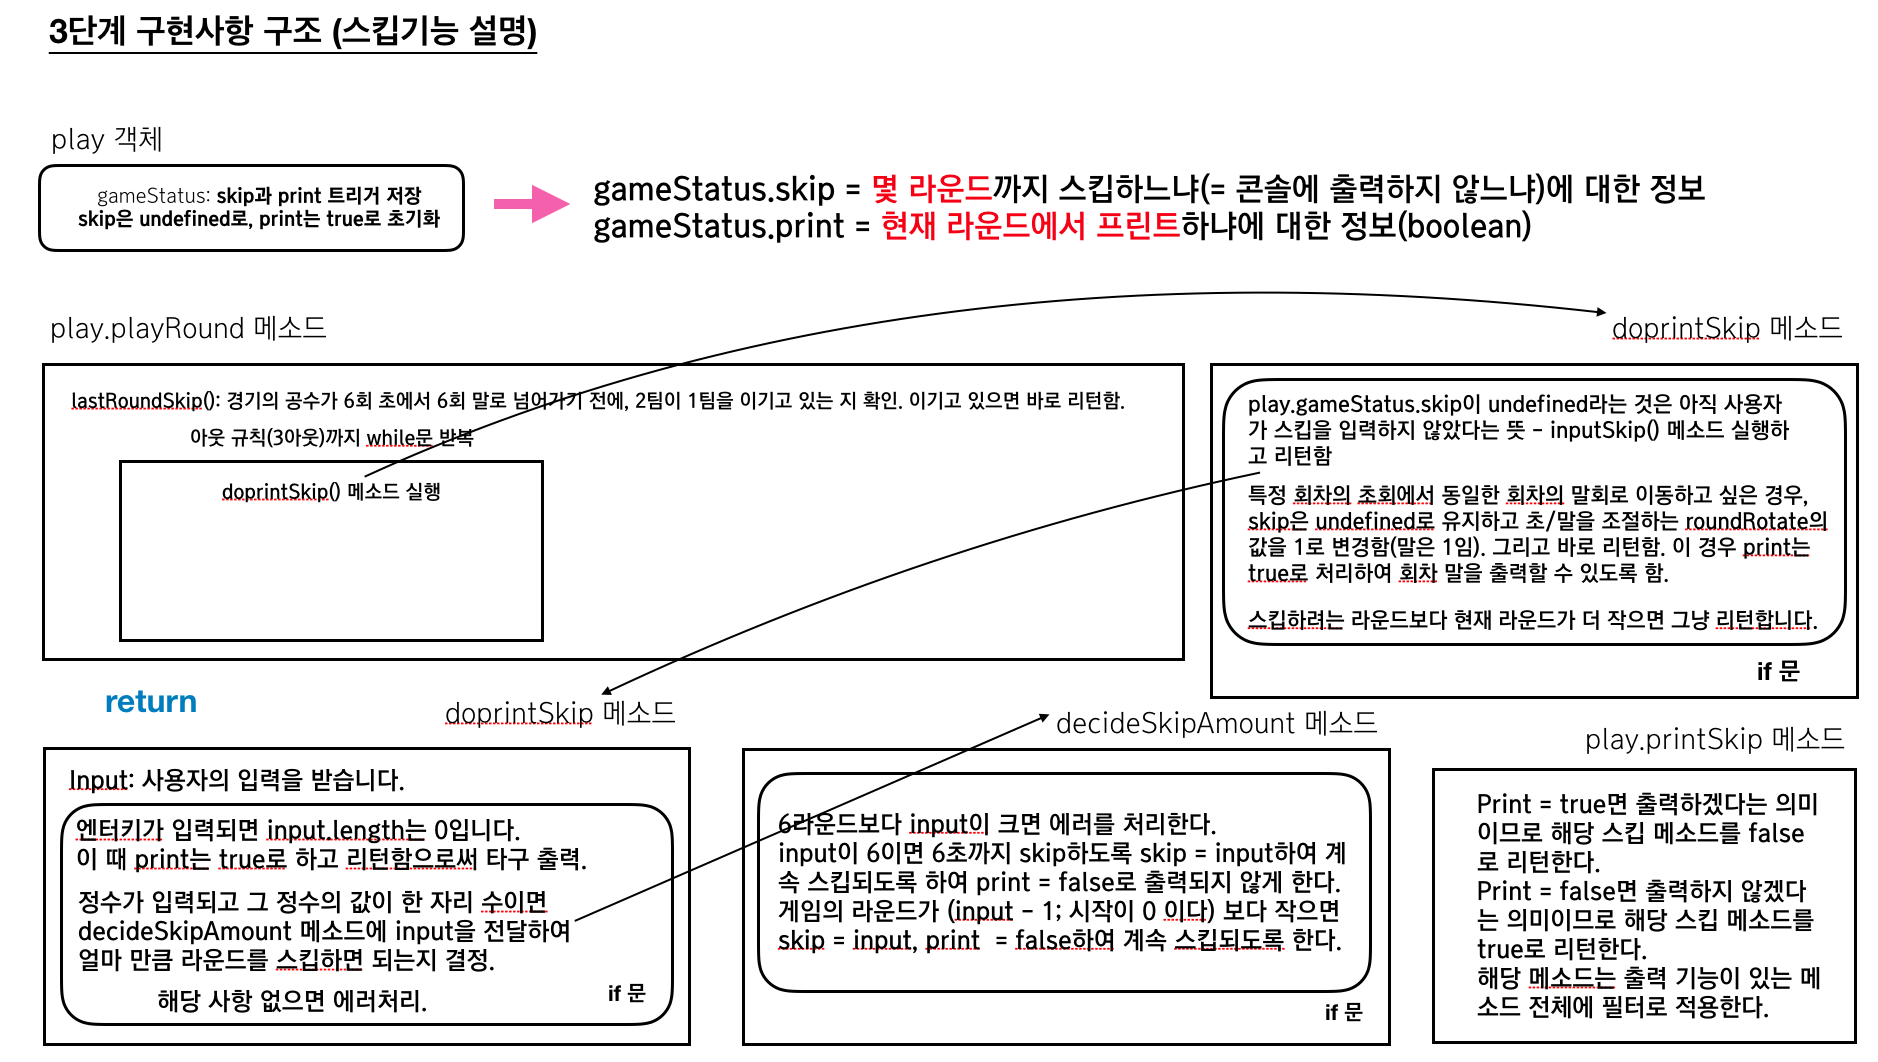 3단계 구현사항 구조 (스킵기능 설명)
play 객체
gameStatus: skip과 print 트리거 저장
skip은 undefined로, print는 true로 초기화
gameStatus.skip = 몇 라운드까지 스킵하느냐(= 콘솔에 출력하지 않느냐)에 대한 정보
gameStatus.print = 현재 라운드에서 프린트하냐에 대한 정보(boolean)
play.playRound 메소드
lastRoundSkip(): 경기의 공수가 6회 초에서 6회 말로 넘어가기 전에, 2팀이 1팀을 이기고 있는 지 확인. 이기고 있으면 바로 리턴함.
아웃 규칙(3아웃)까지 while문 반복
doprintSkip() 메소드 실행
doprintSkip 메소드
play.gameStatus.skip이 undefined라는 것은 아직 사용자
가 스킵을 입력하지 않았다는 뜻 - inputSkip() 메소드 실행하
고 리턴함
특정 회차의 초회에서 동일한 회차의 말회로 이동하고 싶은 경우,
skip은 undefined로 유지하고 초/말을 조절하는 roundRotate의
값을 1로 변경함(말은 1임). 그리고 바로 리턴함. 이 경우 print는
true로 처리하여 회차 말을 출력할 수 있도록 함.
스킵하려는 라운드보다 현재 라운드가 더 작으면 그냥 리턴합니다.
if 문
return
doprintSkip 메소드
Input: 사용자의 입력을 받습니다.
엔터키가 입력되면 input.length는 0입니다.
이 때 print는 true로 하고 리턴함으로써 타구 출력.
정수가 입력되고 그 정수의 값이 한 자리 수이면
decideSkipAmount 메소드에 input을 전달하여
얼마 만큼 라운드를 스킵하면 되는지 결정.
해당 사항 없으면 에러처리.
if 문
decideSkipAmount 메소드
6라운드보다 input이 크면 에러를 처리한다.
input이 6이면 6초까지 skip하도록 skip = input하여 계
속 스킵되도록 하여 print = false로 출력되지 않게 한다.
게임의 라운드가 (input - 1; 시작이 0 이다) 보다 작으면
skip = input, print  = false하여 계속 스킵되도록 한다.
if 문
play.printSkip 메소드
Print = true면 출력하겠다는 의미
이므로 해당 스킵 메소드를 false
로 리턴한다.
Print = false면 출력하지 않겠다
는 의미이므로 해당 스킵 메소드를
true로 리턴한다.
해당 메소드는 출력 기능이 있는 메
소드 전체에 필터로 적용한다.